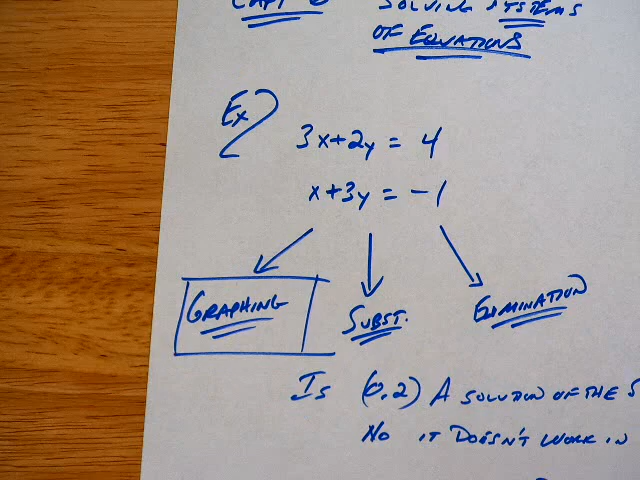 SOLVING SYSTEMS
OF EQUATIONS
Ex
3x+2y = 4
x+3y = -1
GRAPHING SUBST. ELIMINATION
Is (0,2) A SOLUTION OF THE S
No IT DOESN'T WORK IN